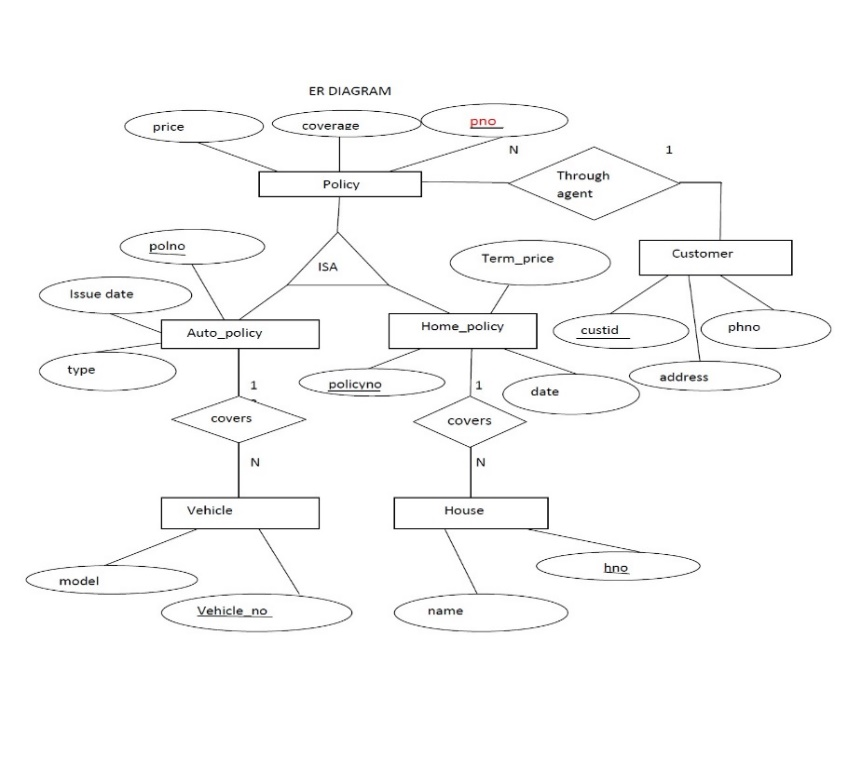 ER DIAGRAM
price
coverage
pno
N
1
Policy
Through
agent
polno
ISA
Term_price
Customer
Issue date
Auto_policy
Home_policy
custid
phno
type
policyno
date
address
1
1
covers
covers
N
N
Vehicle
House
model
hno
Vehicle_no
name